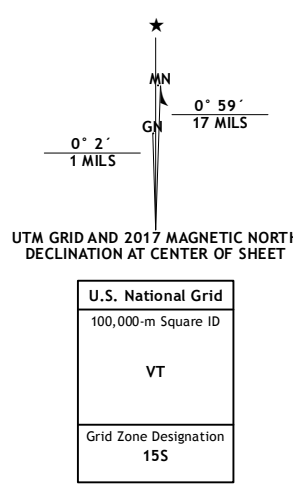 ★
MN
0° 59´
17 MILS
GN
0° 2´
1 MILS
UTM GRID AND 2017 MAGNETIC NORTH
DECLINATION AT CENTER OF SHEET
U.S. National Grid
100,000-m Square ID
VT
Grid Zone Designation
15S